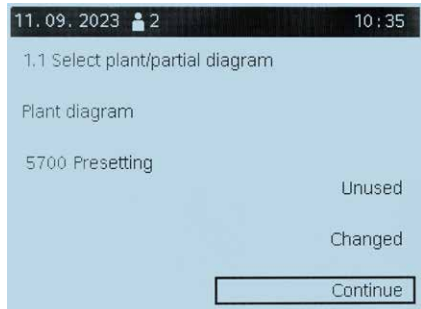 11.09.2023 2 10:35
1.1 Select plant/partial diagram
Plant diagram
5700 Presetting
Unused
Changed
Continue